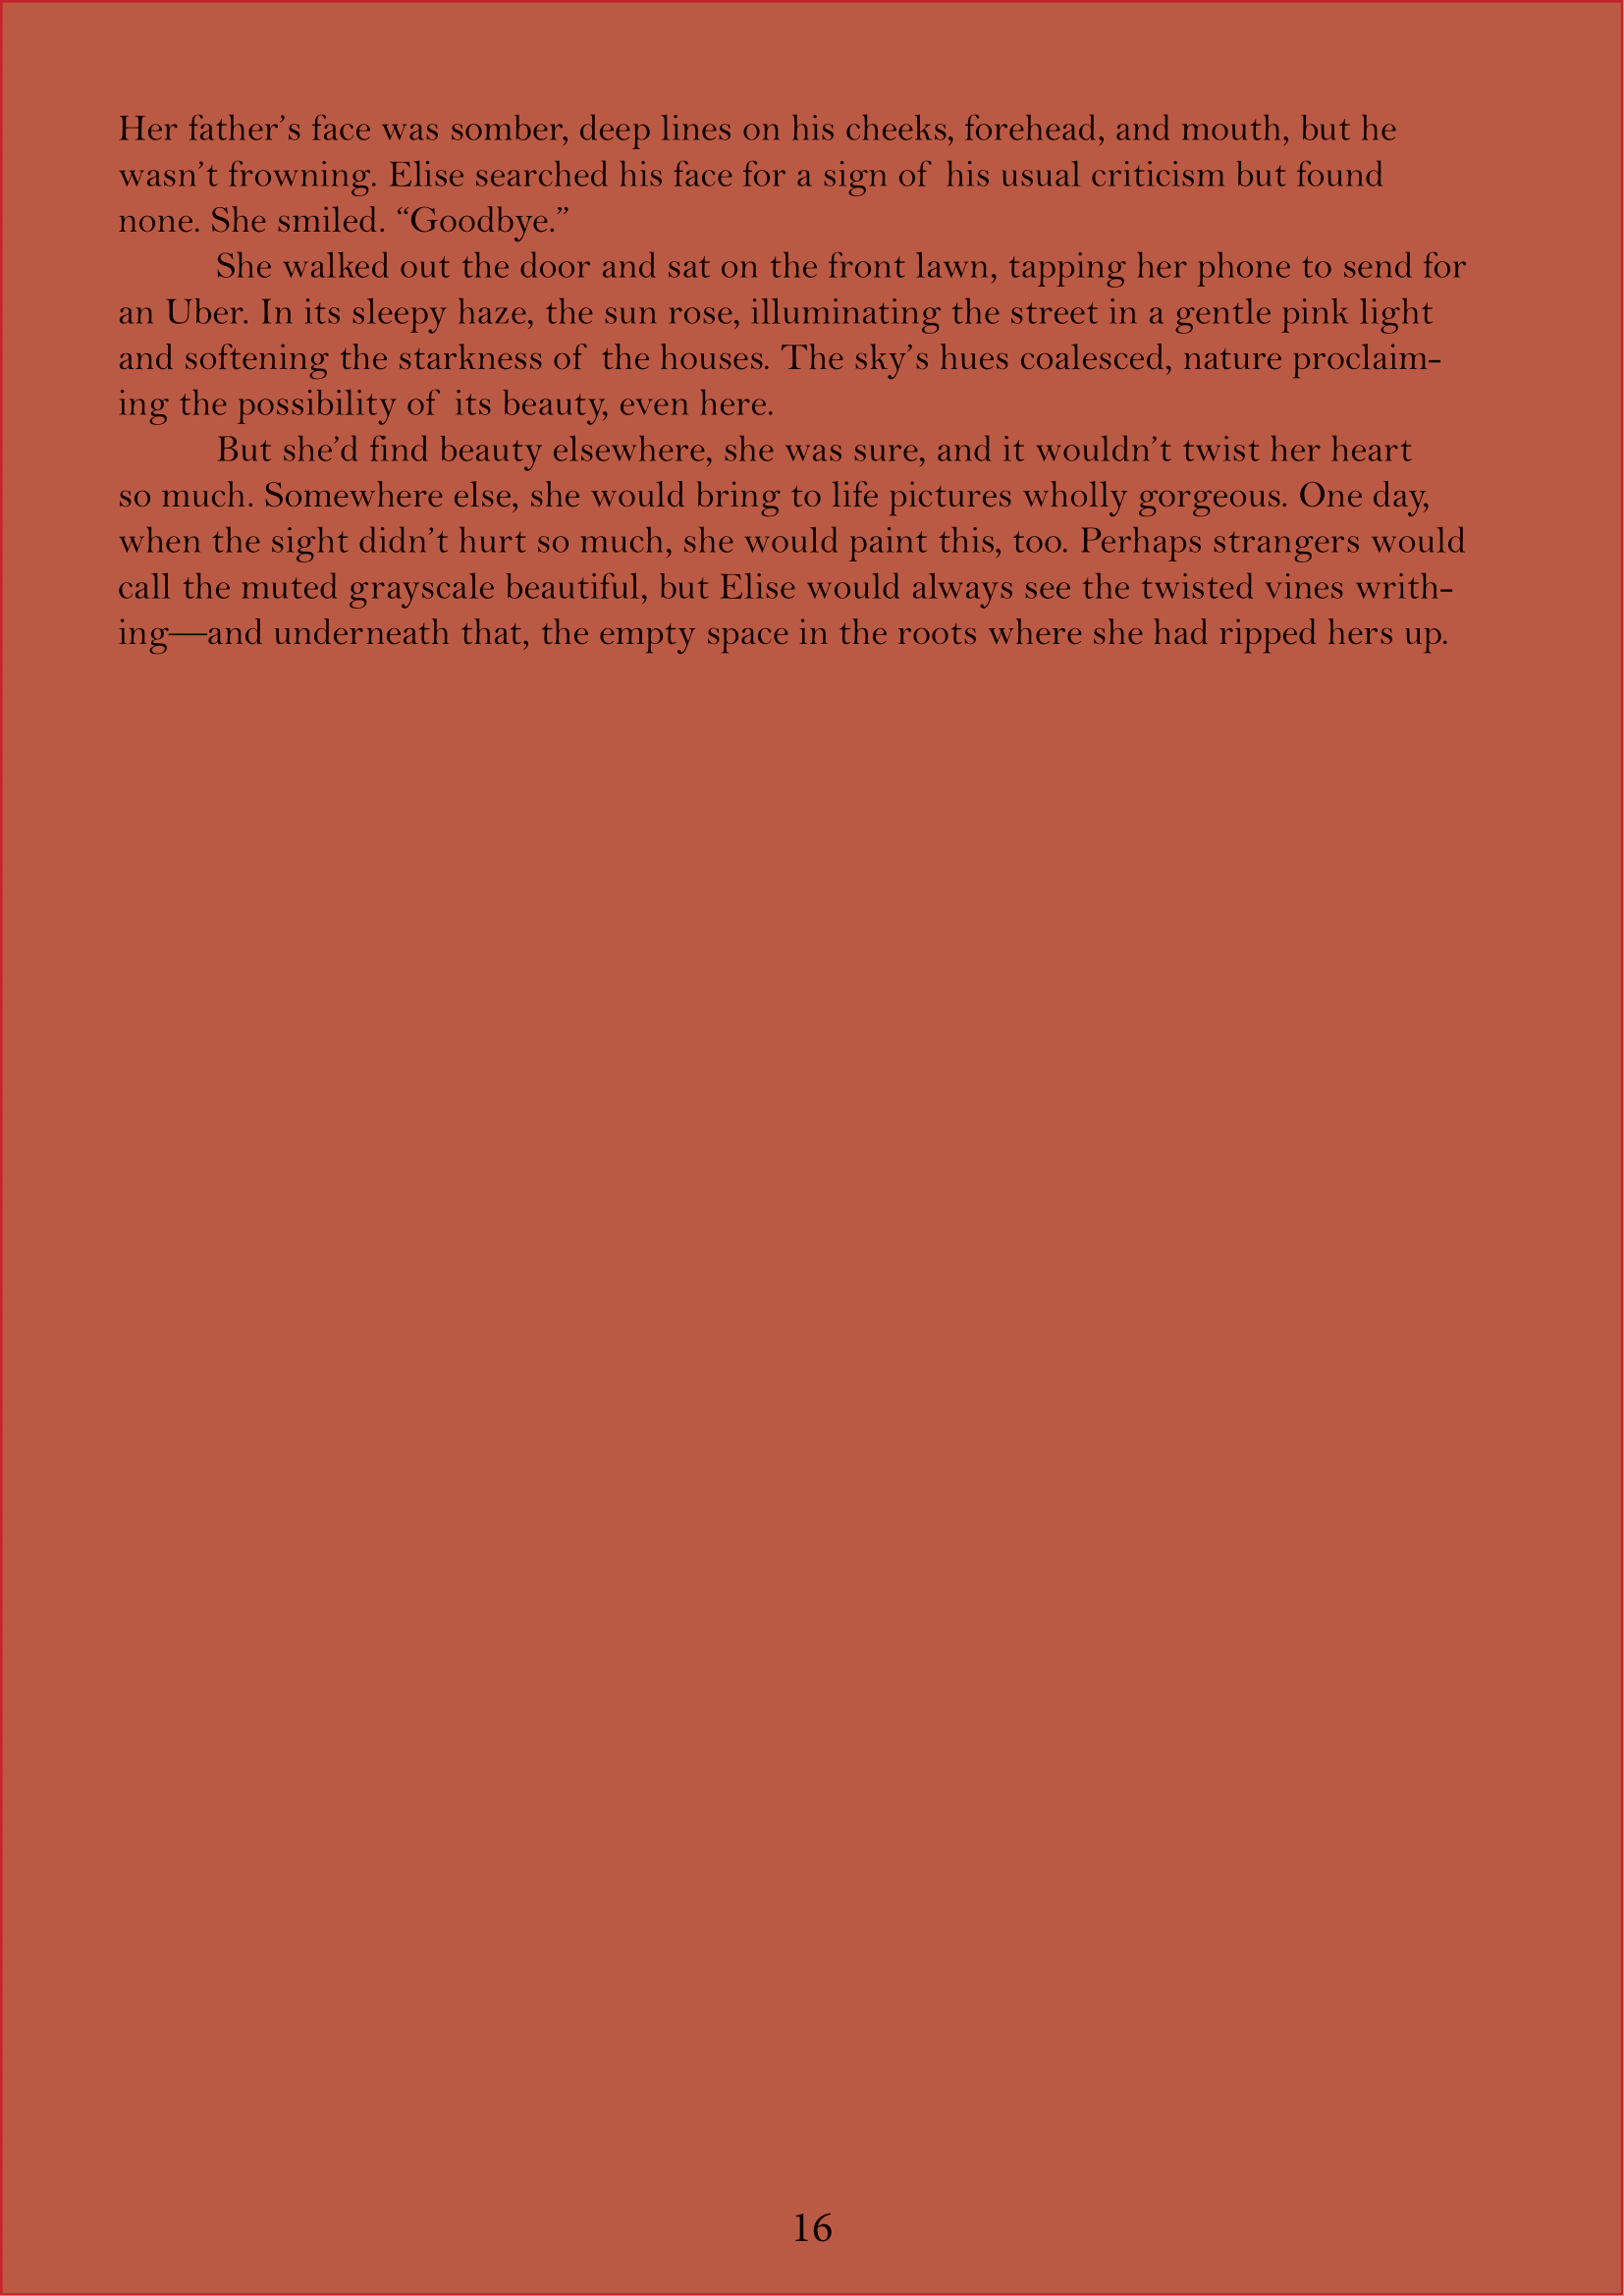 Her father’s face was somber, deep lines on his cheeks, forehead, and mouth, but he
wasn’t frowning. Elise searched his face for a sign of his usual criticism but found
none. She smiled. “Goodbye.”
She walked out the door and sat on the front lawn, tapping her phone to send for
an Uber. In its sleepy haze, the sun rose, illuminating the street in a gentle pink light
and softening the starkness of the houses. The sky’s hues coalesced, nature proclaim-
ing the possibility of its beauty, even here.
But she’d find beauty elsewhere, she was sure, and it wouldn’t twist her heart
so much. Somewhere else, she would bring to life pictures wholly gorgeous. One day,
when the sight didn’t hurt so much, she would paint this, too. Perhaps strangers would
call the muted grayscale beautiful, but Elise would always see the twisted vines writh-
ing—and underneath that, the empty space in the roots where she had ripped hers up.
16